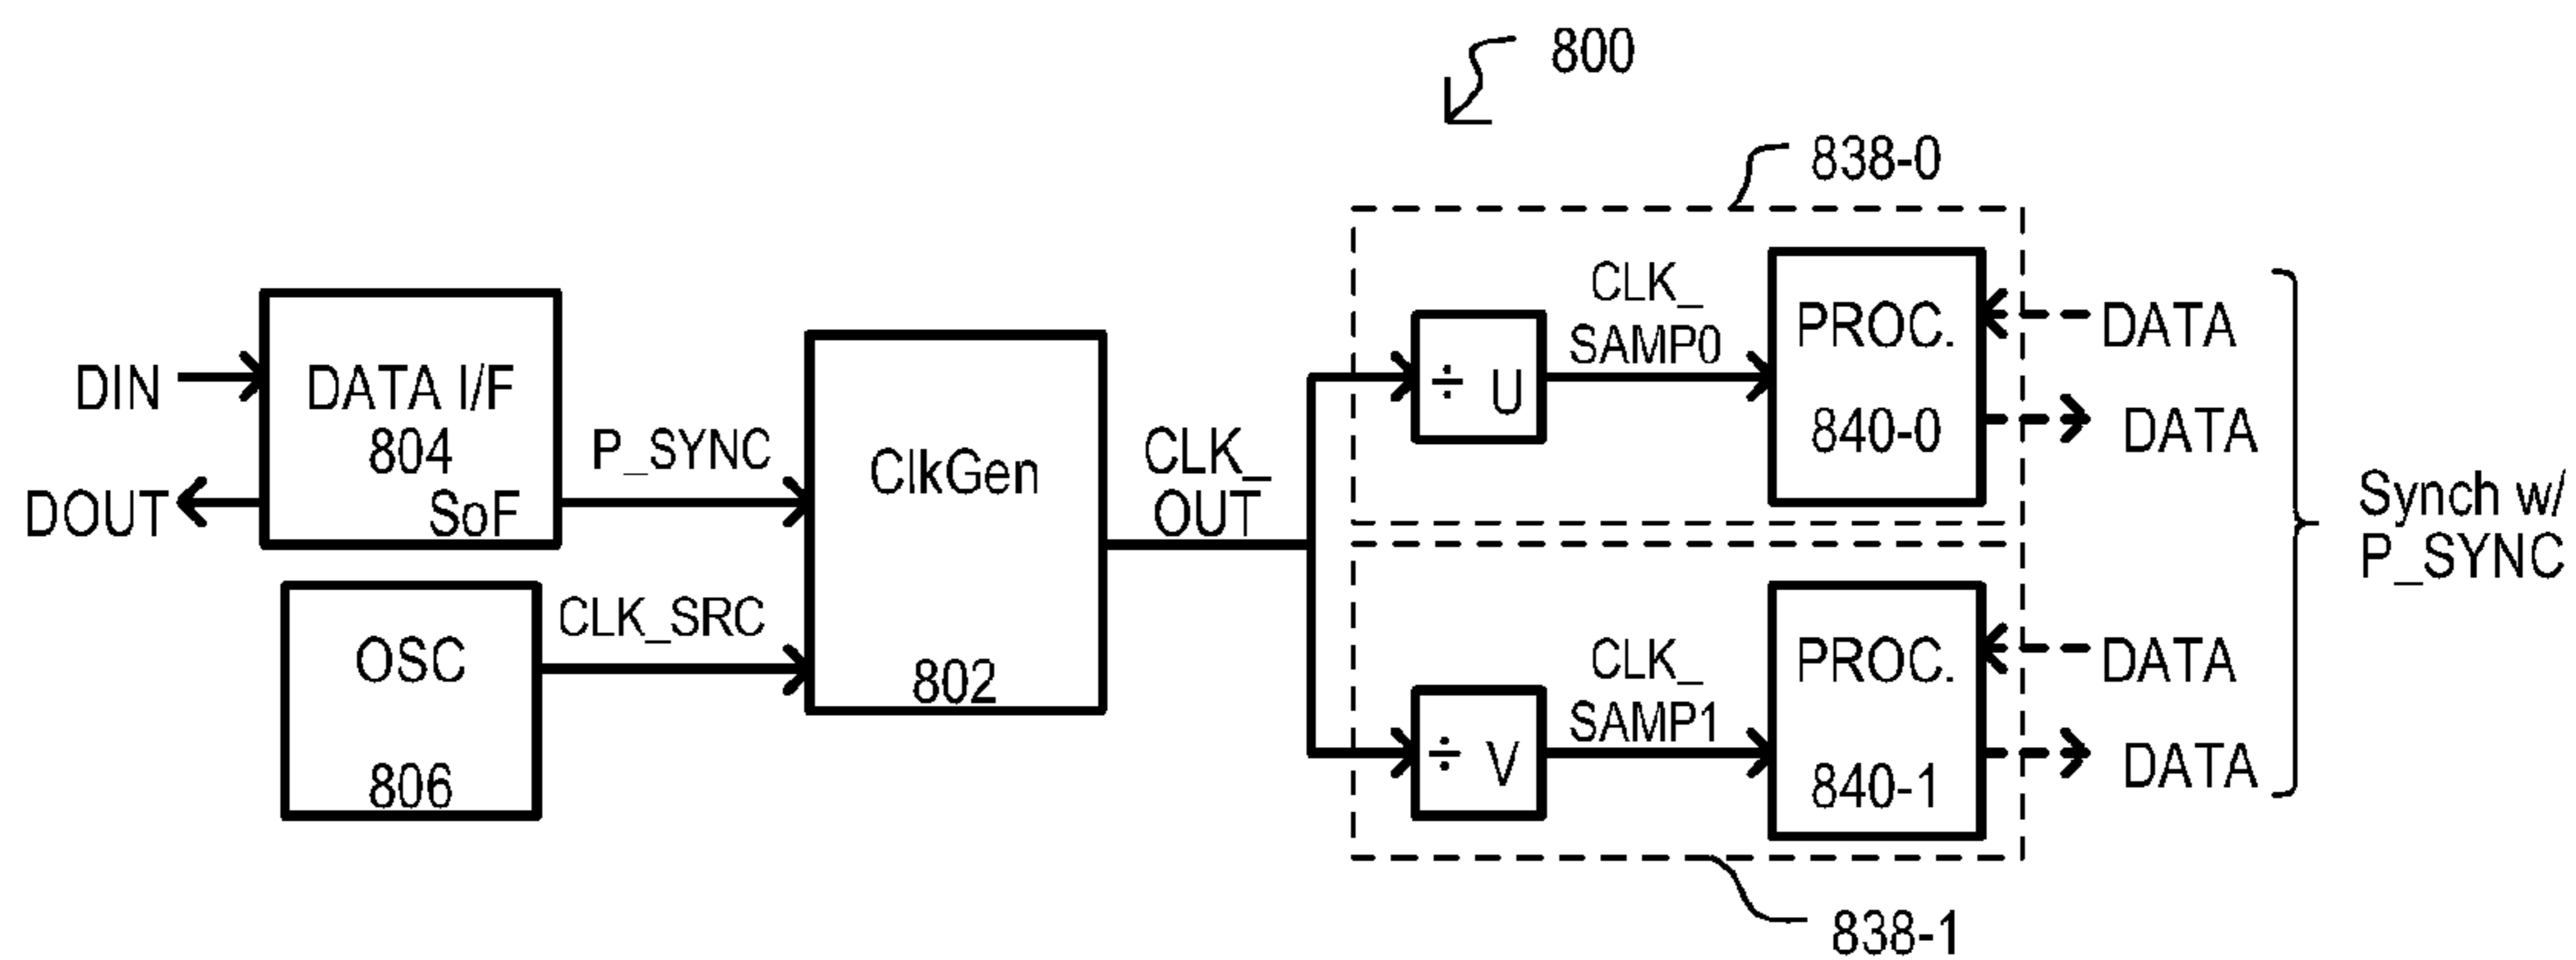 800
838-0
DIN
DOUT
DATA I/F
804
SoF
P_SYNC
OSC
806
CLK_SRC
ClkGen
802
CLK_
OUT
÷ U
CLK_
SAMP0
PROC.
840-0
DATA
DATA
÷ V
CLK_
SAMP1
PROC.
840-1
DATA
DATA
Synch w/
P_SYNC
838-1